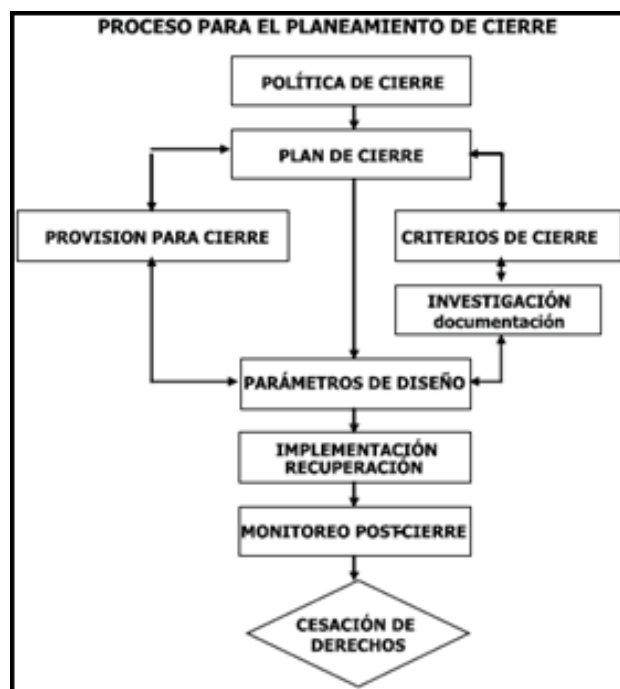 PROCESO PARA EL PLANEAMIENTO DE CIERRE
POLÍTICA DE CIERRE
PLAN DE CIERRE
PROVISION PARA CIERRE
CRITERIOS DE CIERRE
INVESTIGACIÓN
documentación
PARÁMETROS DE DISEÑO
IMPLEMENTACIÓN
RECUPERACIÓN
MONITOREO POST-CIERRE
CESACIÓN DE
DERECHOS